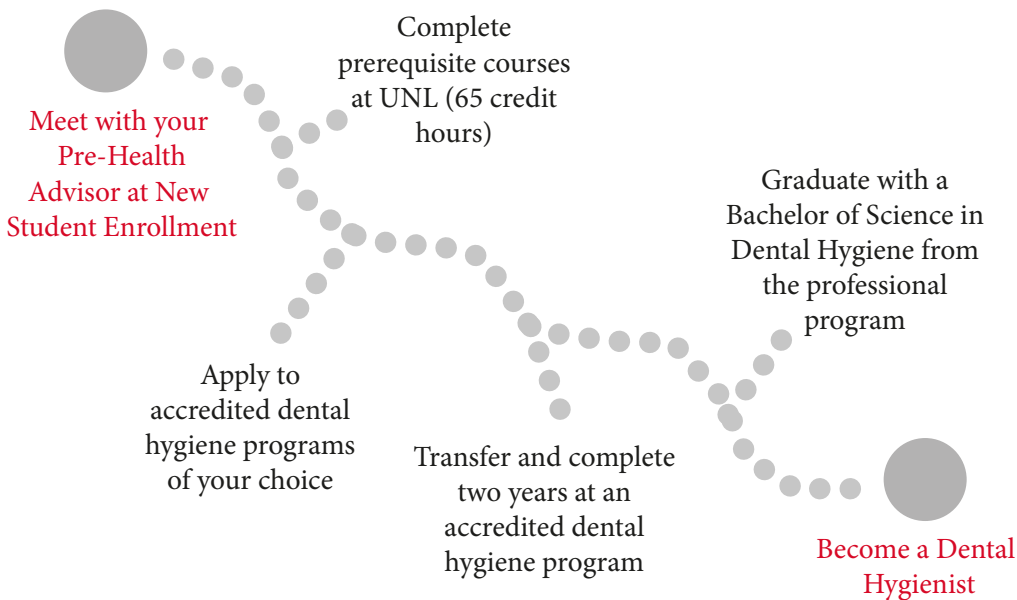 Meet with your
Pre-Health
Advisor at New
Student Enrollment
Complete
prerequisite courses
at UNL (65 credit
hours)
Apply to
accredited dental
hygiene programs
of your choice
Transfer and complete
two years at an
accredited dental
hygiene program
Graduate with a
Bachelor of Science in
Dental Hygiene from
the professional
program
Become a Dental
Hygienist